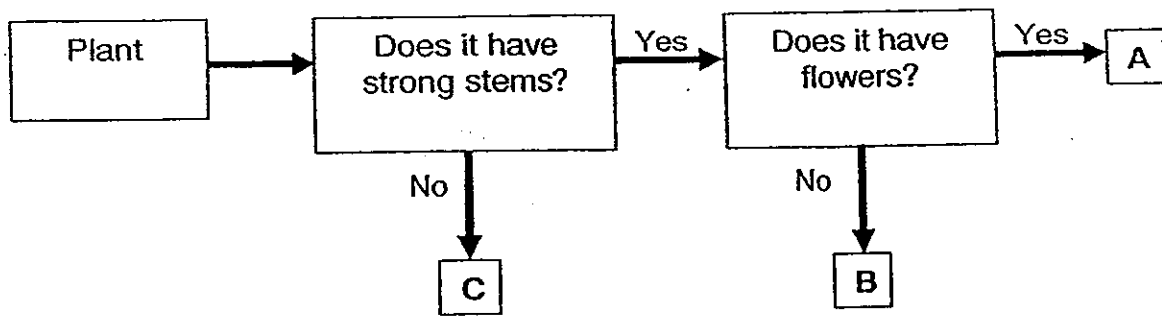 Plant
Does it have
strong stems?
Yes
Does it have
flowers?
Yes
A
No
No
C
B